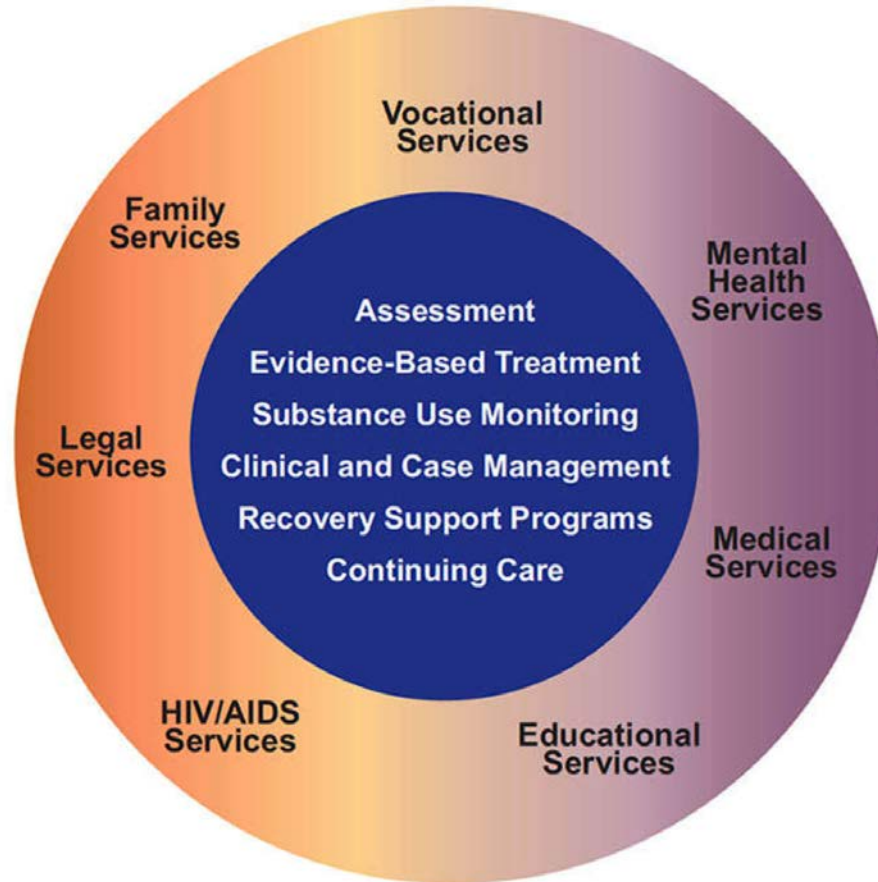 Vocational
Services
Family
Services
Mental
Health
Services
Assessment
Evidence-Based Treatment
Substance Use Monitoring
Clinical and Case Management
Recovery Support Programs
Continuing Care
Legal
Services
Medical
Services
HIV/AIDS
Services
Educational
Services